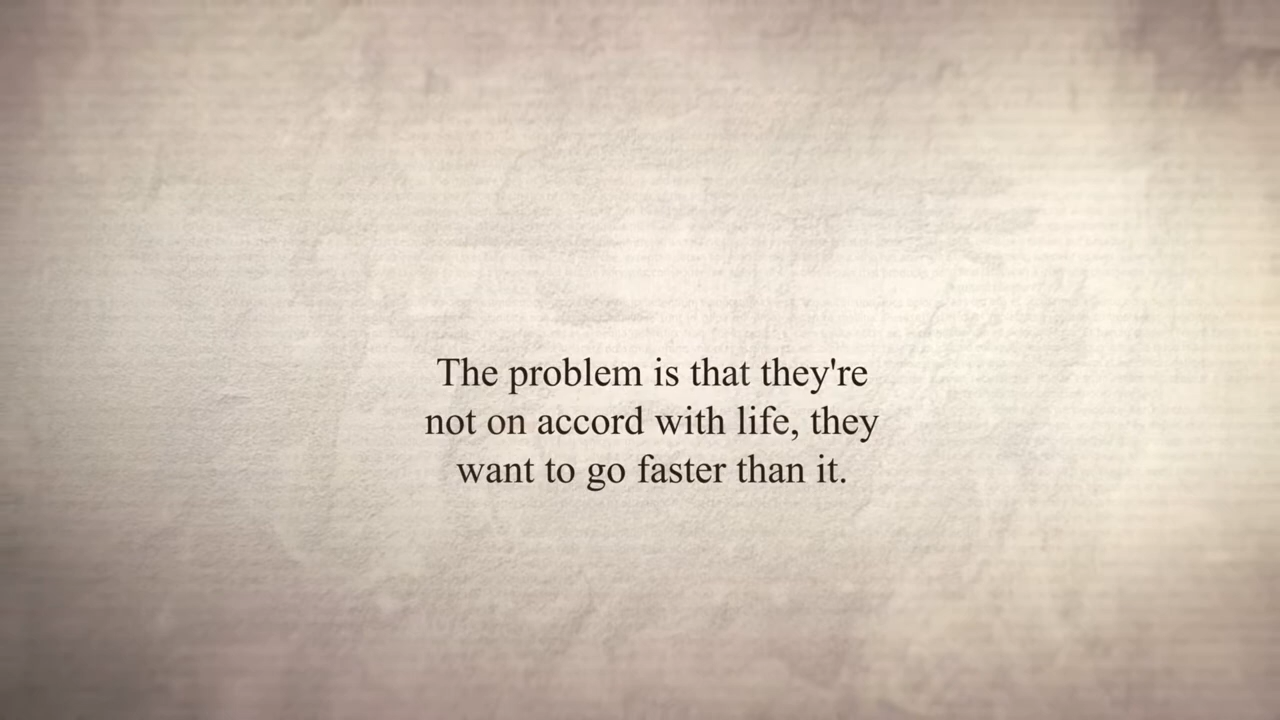 The problem is that they're
not on accord with life, they
want to go faster than it.